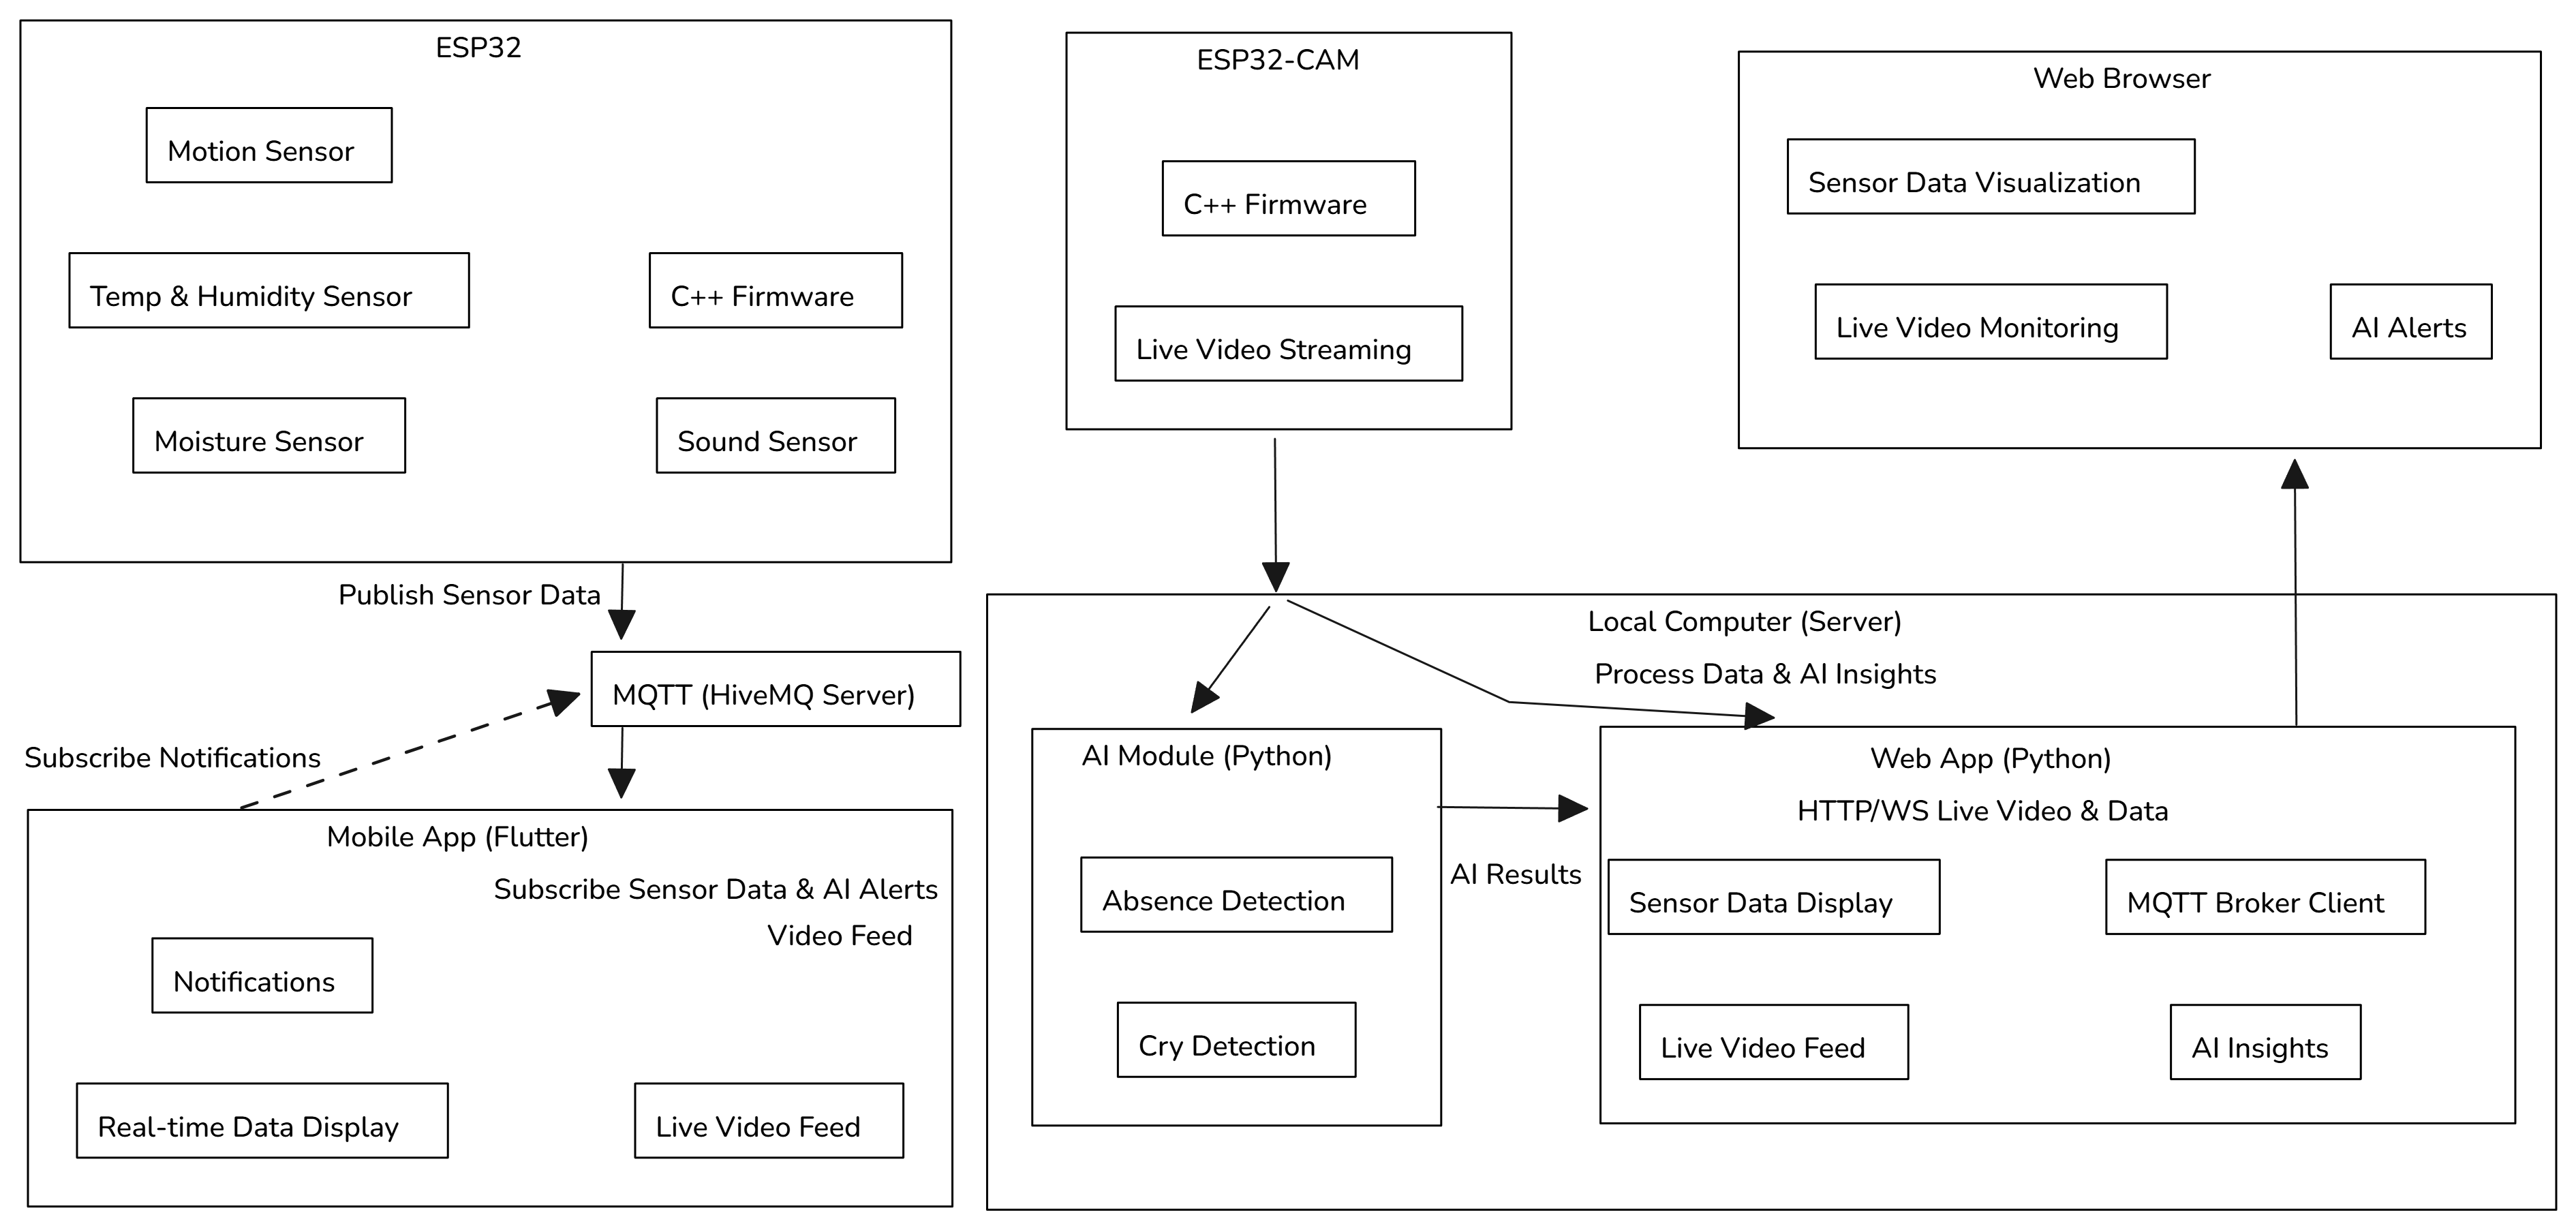 ESP32
Motion Sensor
Temp & Humidity Sensor
C++ Firmware
Moisture Sensor
Sound Sensor
ESP32-CAM
C++ Firmware
Live Video Streaming
Web Browser
Sensor Data Visualization
Live Video Monitoring
AI Alerts
Publish Sensor Data
MQTT (HiveMQ Server)
Subscribe Notifications
Mobile App (Flutter)
Subscribe Sensor Data & AI Alerts
Video Feed
Notifications
Real-time Data Display
Live Video Feed
Local Computer (Server)
Process Data & AI Insights
AI Module (Python)
Absence Detection
Cry Detection
AI Results
Web App (Python)
HTTP/WS Live Video & Data
Sensor Data Display
MQTT Broker Client
Live Video Feed
AI Insights